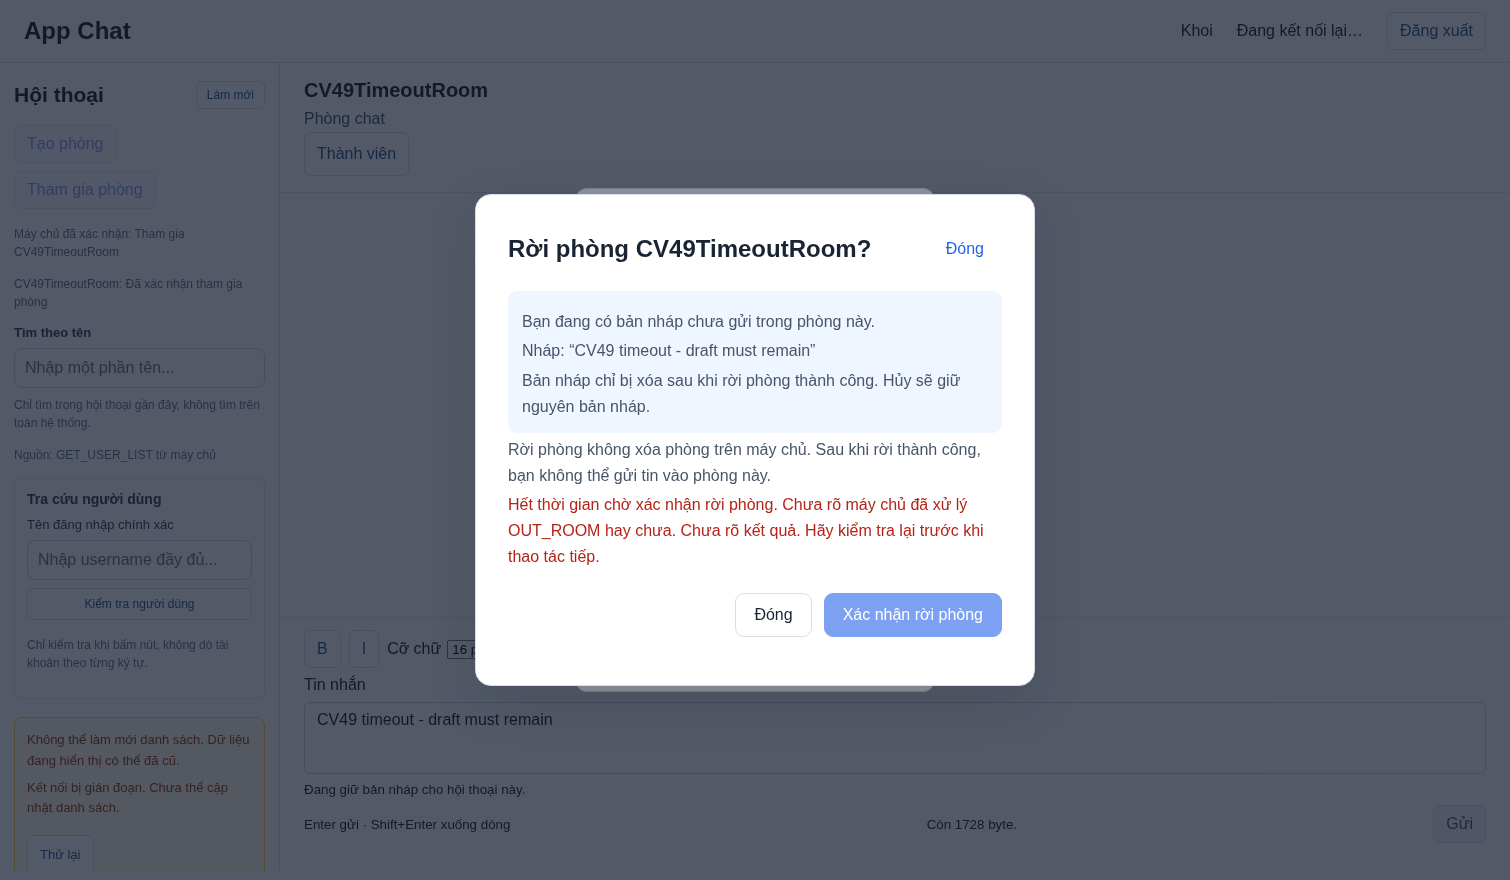 App Chat
Khoi
Đang kết nối lại…
Đăng xuất
Hội thoại
Làm mới
Tạo phòng
Tham gia phòng
Máy chủ đã xác nhận: Tham gia
CV49TimeoutRoom
CV49TimeoutRoom: Đã xác nhận tham gia
phòng
Tìm theo tên
Nhập một phần tên...
Chỉ tìm trong hội thoại gần đây, không tìm trên
toàn hệ thống.
Nguồn: GET_USER_LIST từ máy chủ
Tra cứu người dùng
Tên đăng nhập chính xác
Nhập username đầy đủ...
Kiểm tra người dùng
Chỉ kiểm tra khi bấm nút, không dò tài
khoản theo từng ký tự.
Không thể làm mới danh sách. Dữ liệu
đang hiển thị có thể đã cũ.
Kết nối bị gián đoạn. Chưa thể cập
nhật danh sách.
Thử lại
CV49TimeoutRoom
Phòng chat
Thành viên
Rời phòng CV49TimeoutRoom?
Đóng
Bạn đang có bản nháp chưa gửi trong phòng này.
Nháp: “CV49 timeout - draft must remain”
Bản nháp chỉ bị xóa sau khi rời phòng thành công. Hủy sẽ giữ
nguyên bản nháp.
Rời phòng không xóa phòng trên máy chủ. Sau khi rời thành công,
bạn không thể gửi tin vào phòng này.
Hết thời gian chờ xác nhận rời phòng. Chưa rõ máy chủ đã xử lý
OUT_ROOM hay chưa. Chưa rõ kết quả. Hãy kiểm tra lại trước khi
thao tác tiếp.
Đóng
Xác nhận rời phòng
B
I
Cỡ chữ
16 p
Tin nhắn
CV49 timeout - draft must remain
Đang giữ bản nháp cho hội thoại này.
Enter gửi · Shift+Enter xuống dòng
Còn 1728 byte.
Gửi